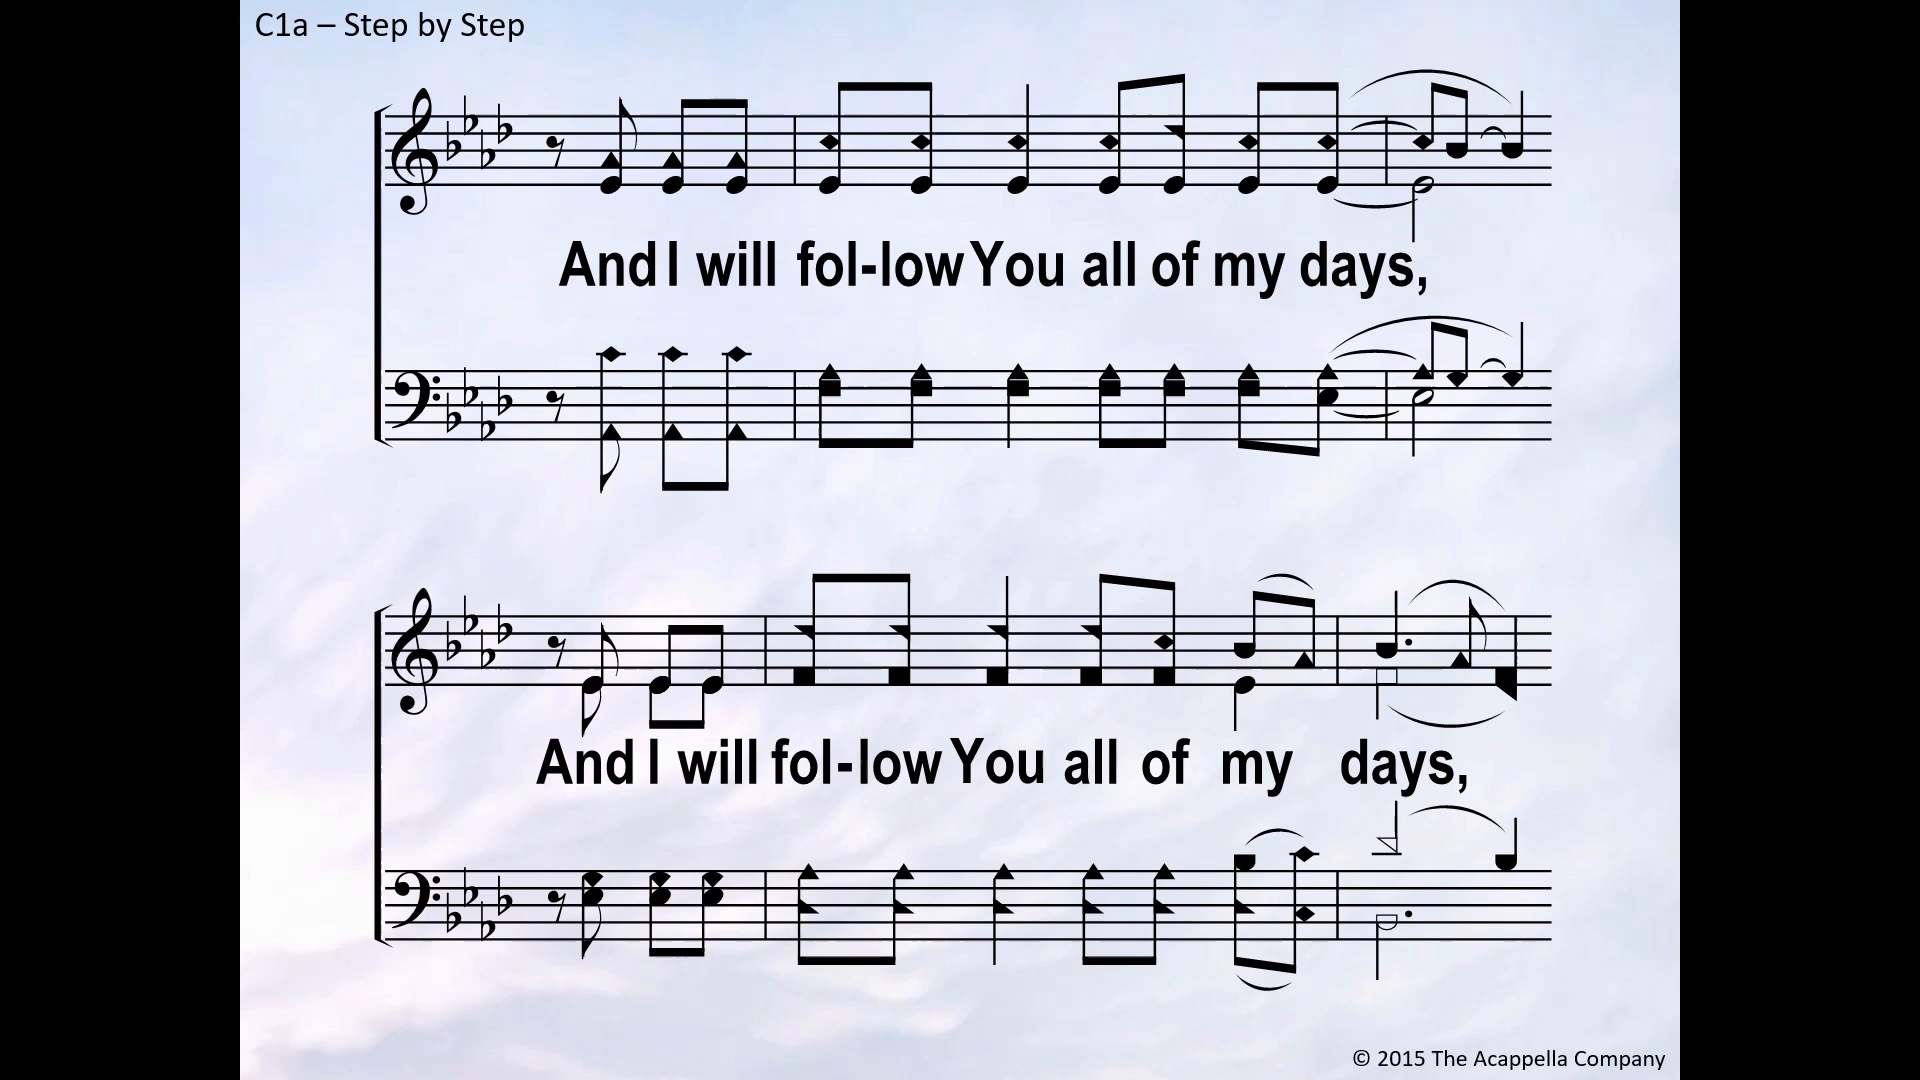 C1a – Step by Step
And I will fol-low You all of my days,
And I will fol-low You all of my days,
© 2015 The Acappella Company